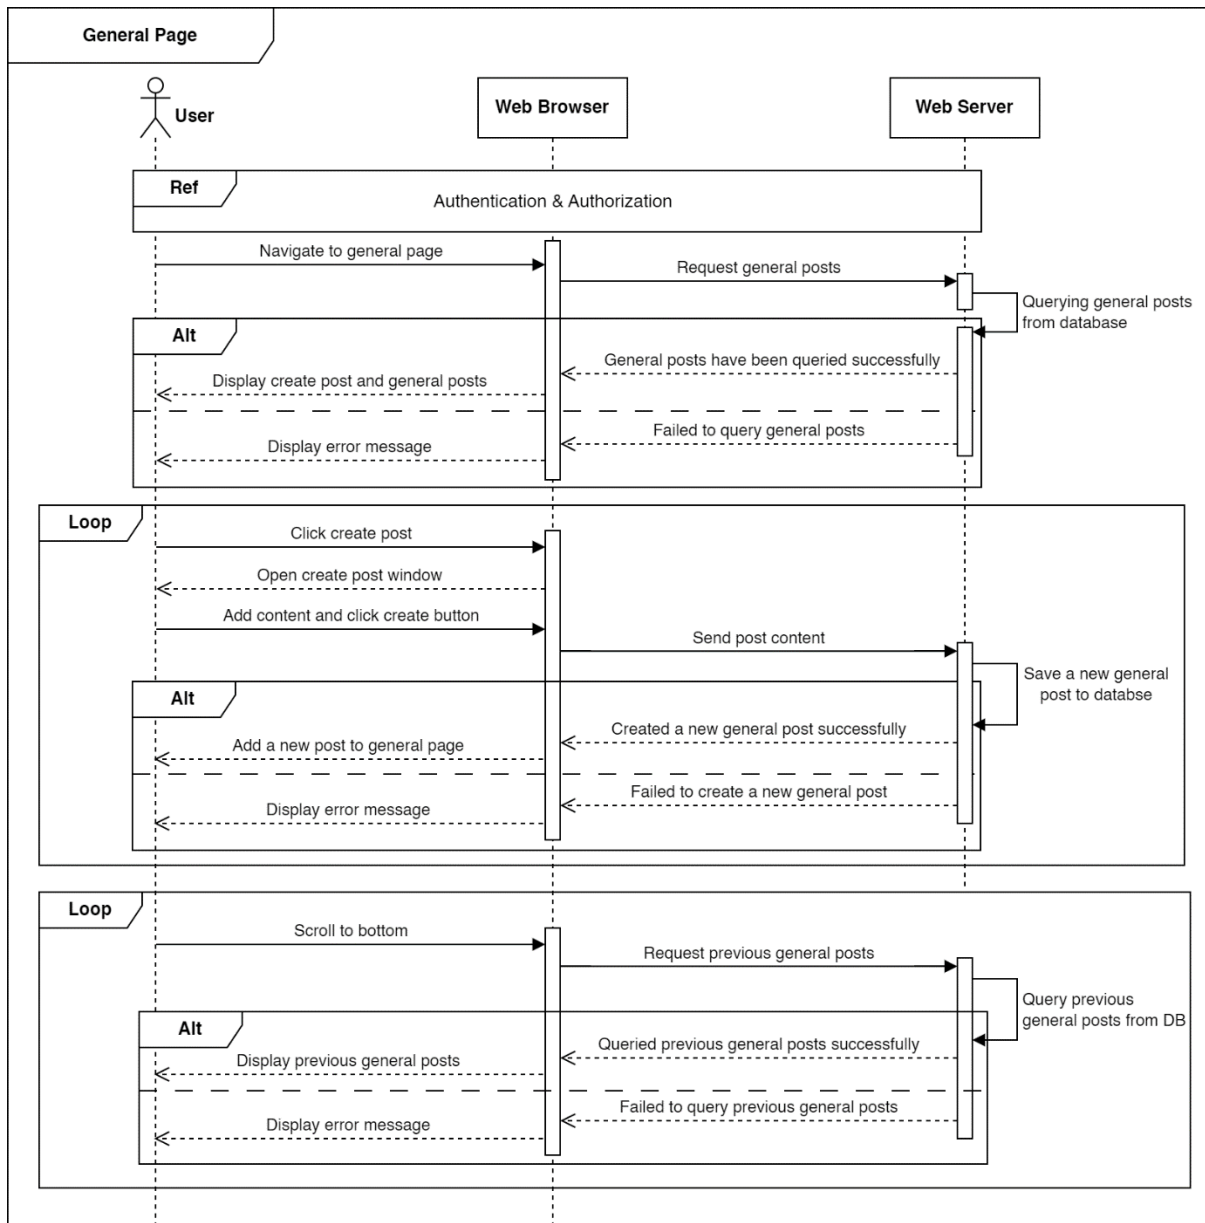 General Page
User
Web Browser
Web Server
Ref
Authentication & Authorization
Navigate to general page
Request general posts
Querying general posts
from database
Alt
General posts have been queried successfully
Display create post and general posts
Failed to query general posts
Display error message
Loop
Click create post
Open create post window
Add content and click create button
Send post content
Save a new general
post to databse
Alt
Created a new general post successfully
Add a new post to general page
Failed to create a new general post
Display error message
Loop
Scroll to bottom
Request previous general posts
Query previous
general posts from DB
Alt
Queried previous general posts successfully
Display previous general posts
Failed to query previous general posts
Display error message